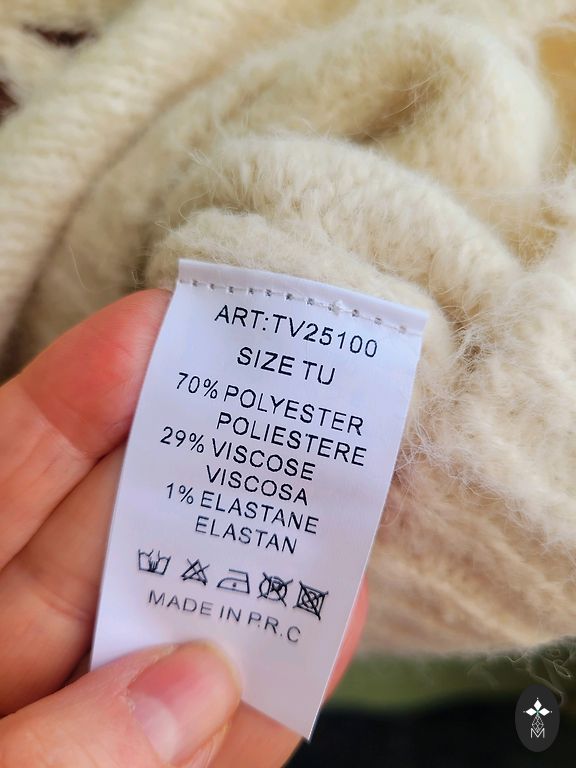 ART:TV25100
SIZE TU
70% POLYESTER
POLIESTERE
29% VISCOSE
VISCOSA
1% ELASTANE
ELASTAN
MADE IN P.R.C
M